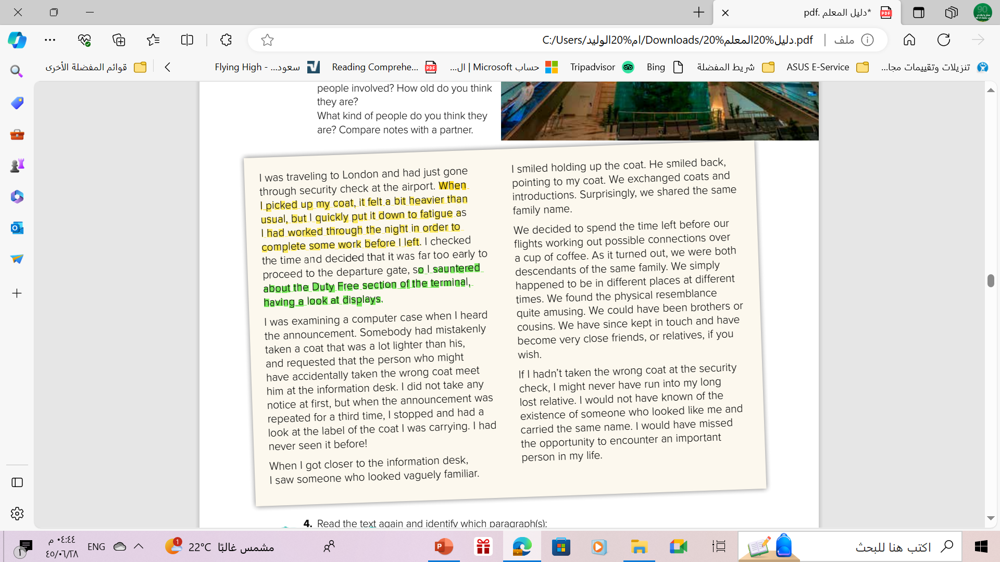 *دليل المعلم .pdf
C:/Users/ام%20الوليد/Downloads/دليل%20المعلم%20.pdf
ملف
قوائم المفضلة الأخرى
Flying High - ...سعود
Reading Comprehe...
حساب Microsoft | ال...
Tripadvisor
Bing
شريط المفضلة
ASUS E-Service
تنزيلات وتقييمات مجا...
people involved? How old do you think
they are?
What kind of people do you think they
are? Compare notes with a partner.
I was traveling to London and had just gone
through security check at the airport. When
I picked up my coat, it felt a bit heavier than
usual, but I quickly put it down to fatigue as
I had worked through the night in order to
complete some work before I left. I checked
the time and decided that it was far too early to
proceed to the departure gate, so I sauntered
about the Duty Free section of the terminal,
having a look at displays.
I was examining a computer case when I heard
the announcement. Somebody had mistakenly
taken a coat that was a lot lighter than his,
and requested that the person who might
have accidentally taken the wrong coat meet
him at the information desk. I did not take any
notice at first, but when the announcement was
repeated for a third time, I stopped and had a
look at the label of the coat I was carrying. I had
never seen it before!
When I got closer to the information desk,
I saw someone who looked vaguely familiar.
I smiled holding up the coat. He smiled back,
pointing to my coat. We exchanged coats and
introductions. Surprisingly, we shared the same
family name.
We decided to spend the time left before our
flights working out possible connections over
a cup of coffee. As it turned out, we were both
descendants of the same family. We simply
happened to be in different places at different
times. We found the physical resemblance
quite amusing. We could have been brothers or
cousins. We have since kept in touch and have
become very close friends, or relatives, if you
wish.
If I hadn't taken the wrong coat at the security
check, I might never have run into my long
lost relative. I would not have known of the
existence of someone who looked like me and
carried the same name. I would have missed
the opportunity to encounter an important
person in my life.
4. Read the text again and identify which paragraph(s):
٠٤:٤٤ م
٤٥/٠٦/٢٨
ENG
1
22°C مشمس غالبًا
اكتب هنا للبحث